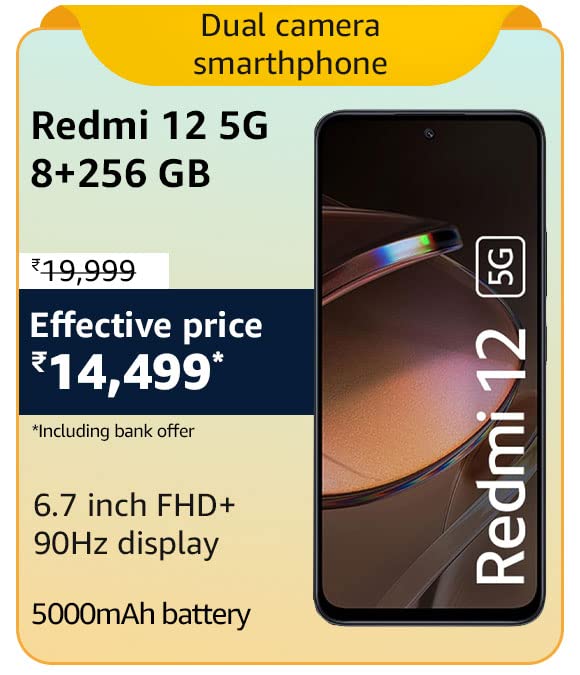 Dual camera
smarthphone
Redmi 12 5G
8+256 GB
₹19,999
Effective price
₹14,499*
*Including bank offer
6.7 inch FHD+
90Hz display
5000mAh battery
Redmi 12 5G